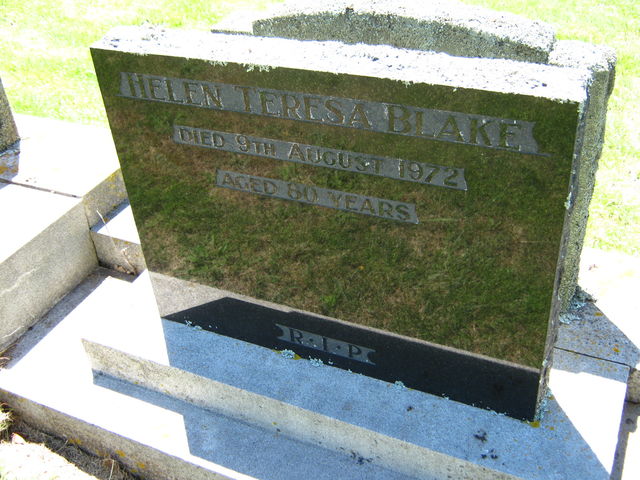 HELEN TERESA BLAKE
DIED 9TH AUGUST 1972
AGED 80 YEARS
R·I·P